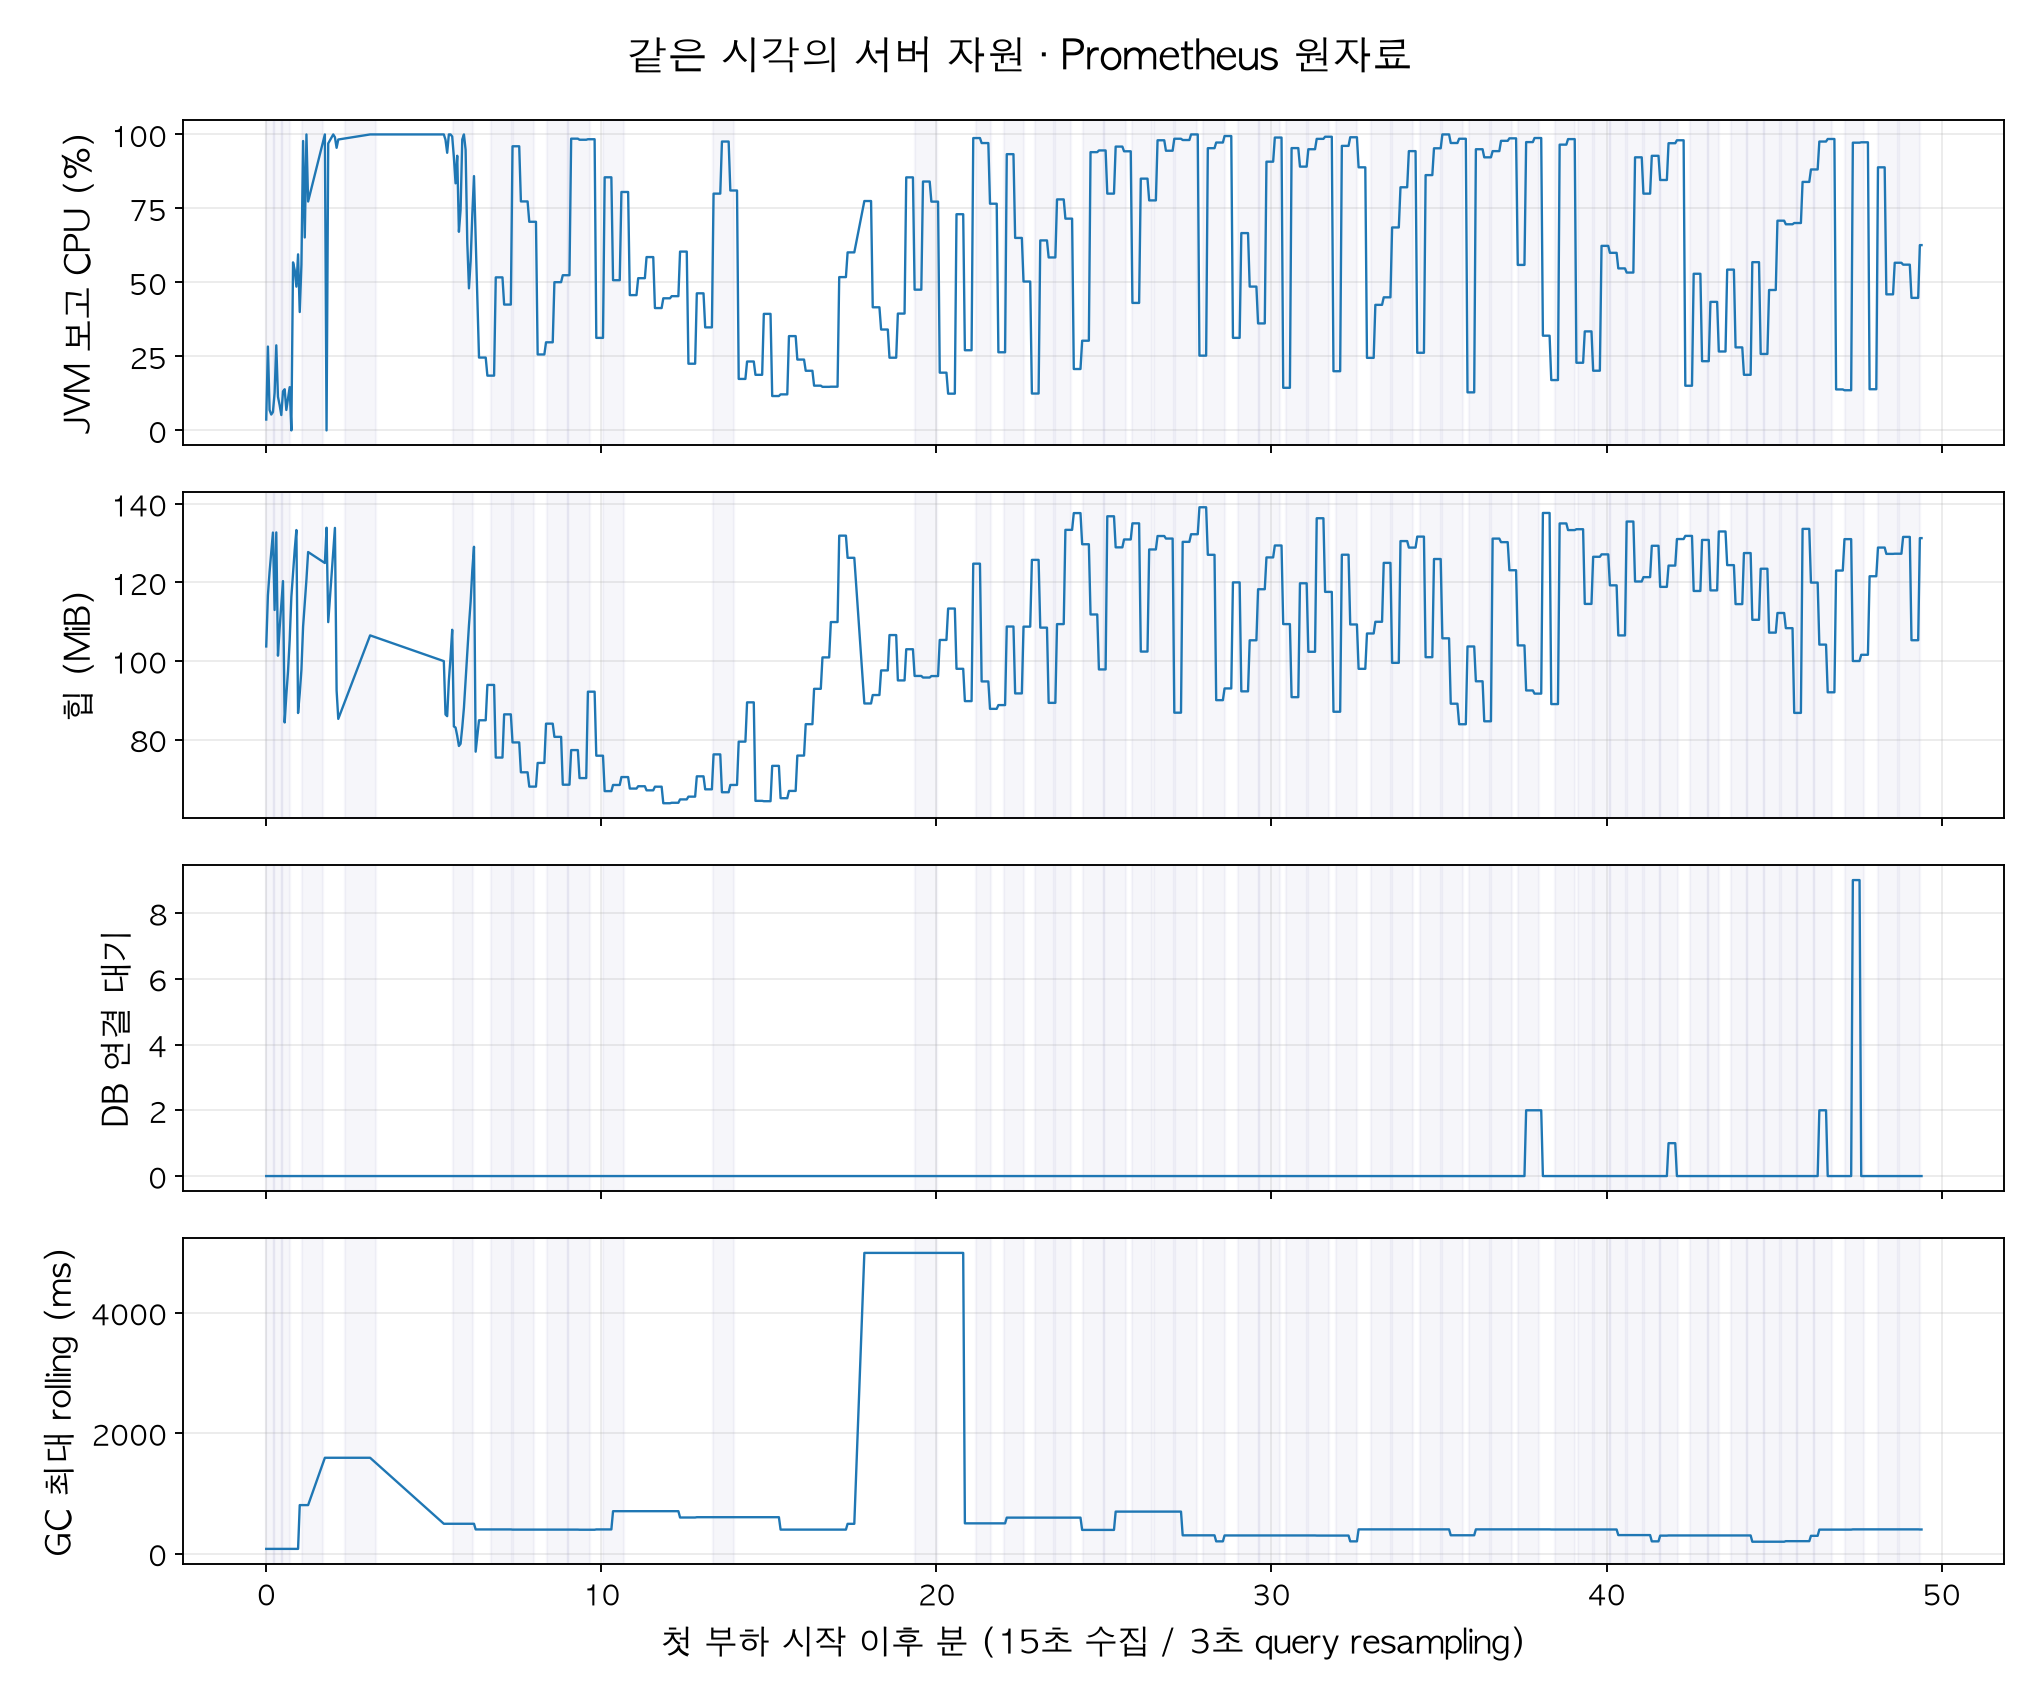 같은 시각의 서버 자원 · Prometheus 원자료
JVM 보고 CPU (%)
100
75
50
25
0
힙 (MiB)
140
120
100
80
DB 연결 대기
8
6
4
2
0
GC 최대 rolling (ms)
4000
2000
0
0 10 20 30 40 50
첫 부하 시작 이후 분 (15초 수집 / 3초 query resampling)